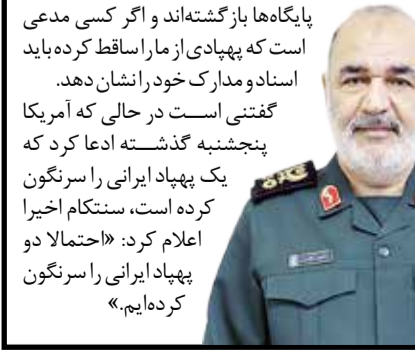 پایگاه‌ها بازگشته‌اند و اگر کسی مدعی
است که پهپادی از ما را ساقط کرده باید
اسناد و مدارک خود را نشان دهد.
گفتنی است در حالی که آمریکا
پنجشنبه گذشته ادعا کرد که
یک پهپاد ایرانی را سرنگون
کرده است، سنتکام اخیرا
اعلام کرد: «احتمالا دو
پهپاد ایرانی را سرنگون
کرده‌ایم.»